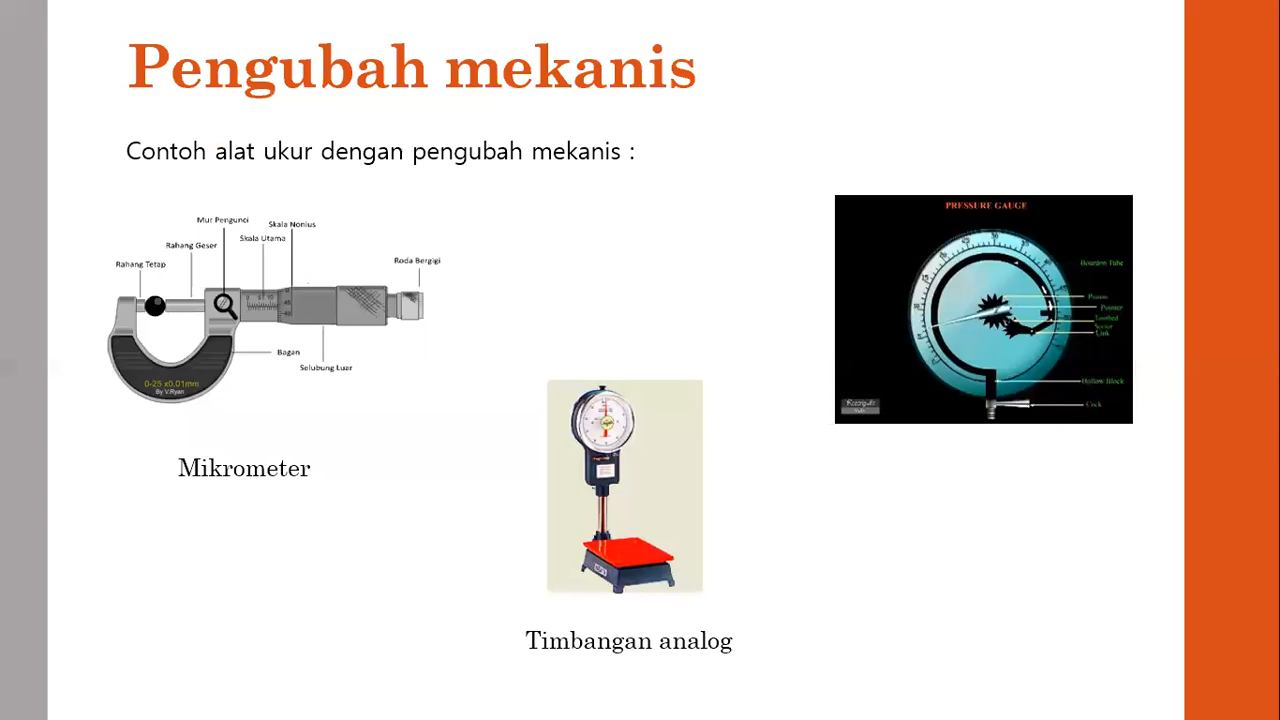 Pengubah mekanis
Contoh alat ukur dengan pengubah mekanis :
Mur Pengunci
Skala Nonius
Skala Utama
Rahang Geser
Rahang Tetap
Roda Bergigi
Bagan
Selubung Luar
0-25 x0.01mm
By V.Ryan
Mikrometer
Timbangan analog
PRESSURE GAUGE
Bourdon Tube
Pinion
Pointer
Toothed
Sector
Link
Hollow Block
Cock